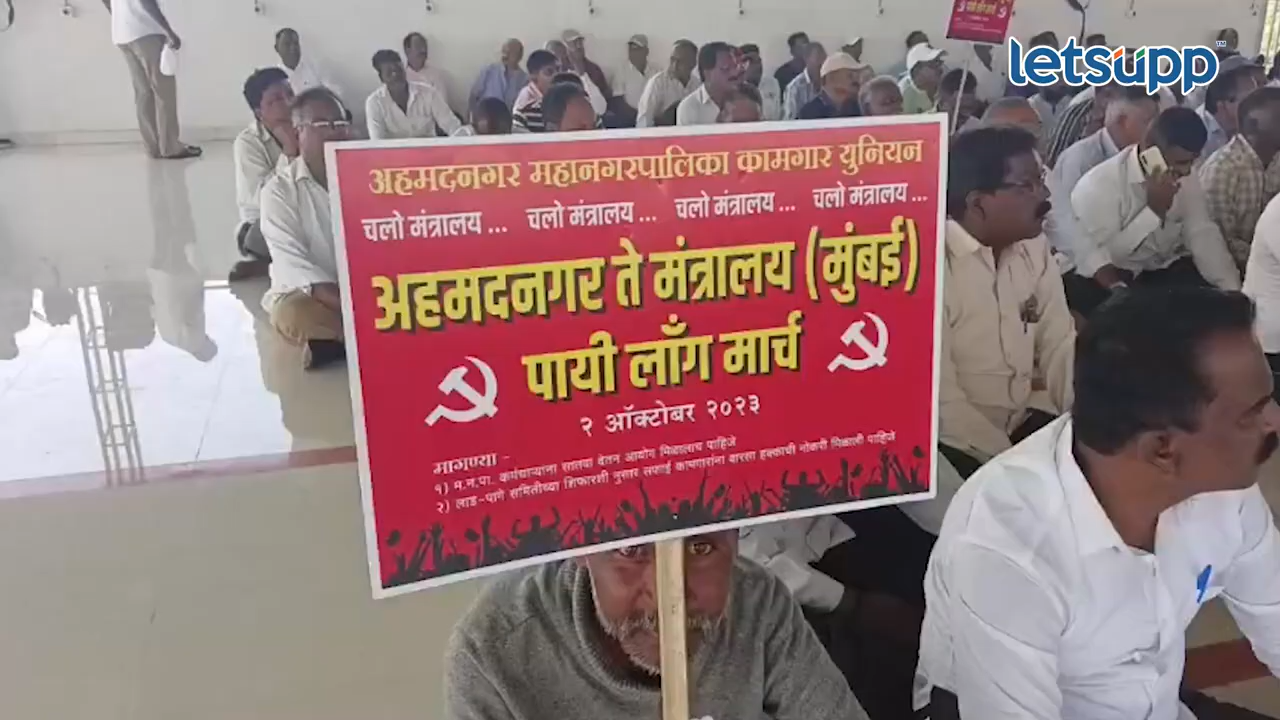 पायी लाँग मार्च
letsupp™
अहमदनगर महानगरपालिका कामगार युनियन
चलो मंत्रालय ... चलो मंत्रालय ... चलो मंत्रालय ... चलो मंत्रालय ...
अहमदनगर ते मंत्रालय (मुंबई)
पायी लाँग मार्च
२ ऑक्टोबर २०२३
मागण्या -
१) म.न.पा. कर्मचाऱ्यांना सातवा वेतन आयोग मिळालाच पाहिजे
२) लाड-पागे समितीच्या शिफारशी नुसार सफाई कामगारांना वारसा हक्काची नोकरी मिळाली पाहिजे